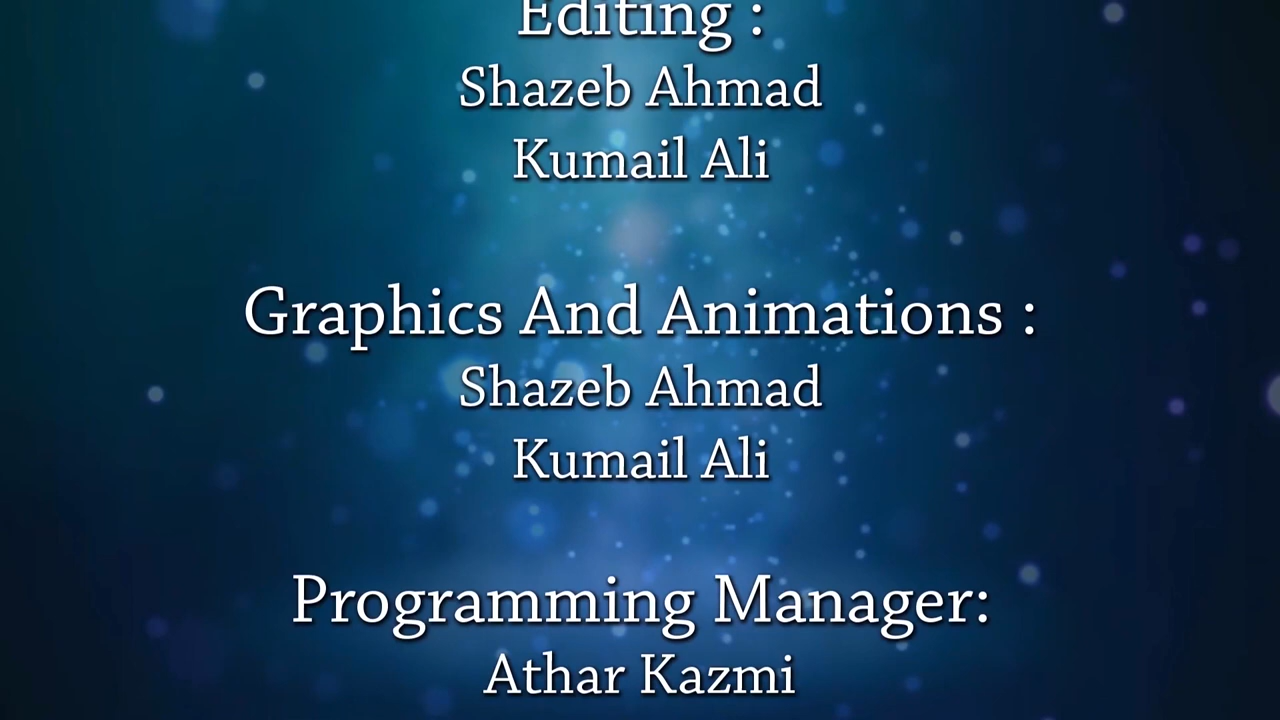 Editing :
Shazeb Ahmad
Kumail Ali
Graphics And Animations :
Shazeb Ahmad
Kumail Ali
Programming Manager:
Athar Kazmi